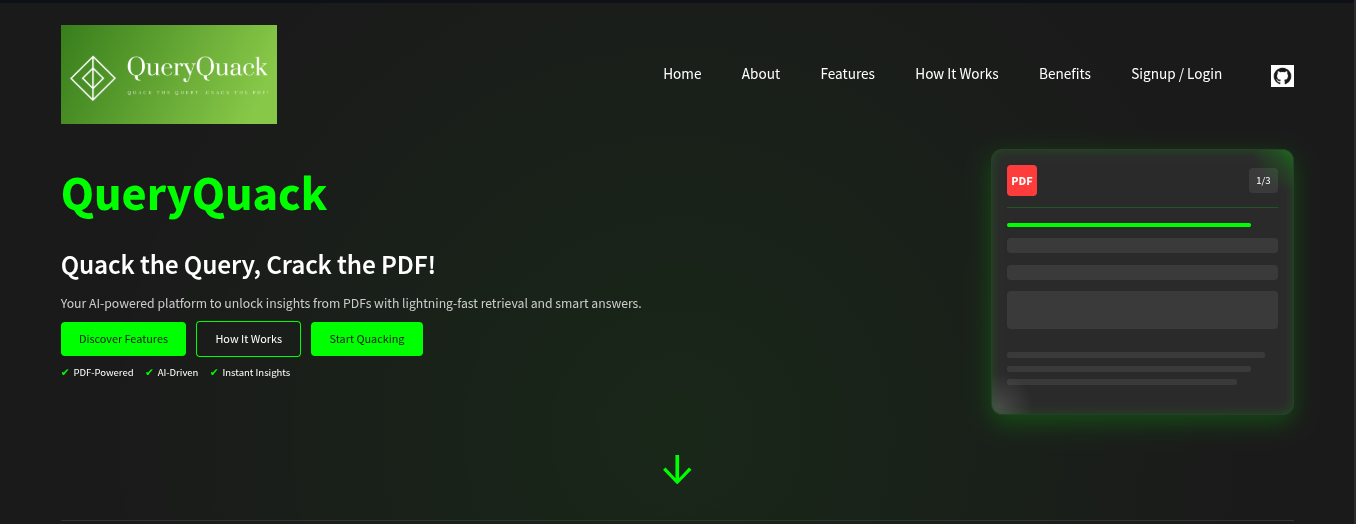 QueryQuack
QUACK THE QUERY, CRACK THE PDF!
Home About Features How It Works Benefits Signup / Login
QueryQuack
Quack the Query, Crack the PDF!
Your AI-powered platform to unlock insights from PDFs with lightning-fast retrieval and smart answers.
Discover Features How It Works Start Quacking
✔ PDF-Powered ✔ AI-Driven ✔ Instant Insights
PDF 1/3